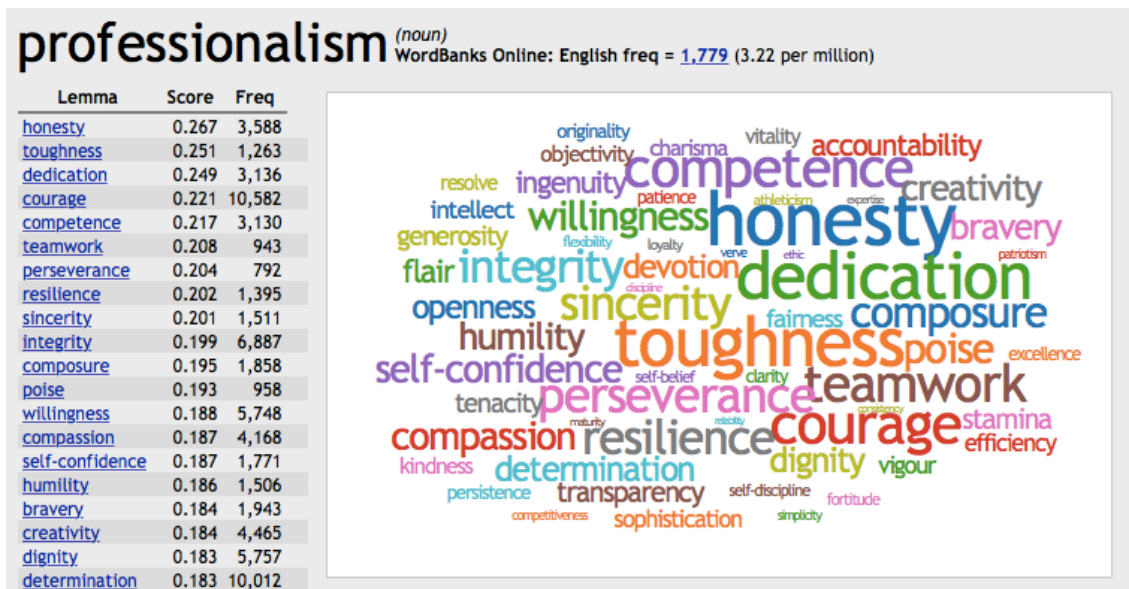 professionalism (noun)
WordBanks Online: English freq = 1,779 (3.22 per million)
Lemma Score Freq
honesty 0.267 3,588
toughness 0.251 1,263
dedication 0.249 3,136
courage 0.221 10,582
competence 0.217 3,130
teamwork 0.208 943
perseverance 0.204 792
resilience 0.202 1,395
sincerity 0.201 1,511
integrity 0.199 6,887
composure 0.195 1,858
poise 0.193 958
willingness 0.188 5,748
compassion 0.187 4,168
self-confidence 0.187 1,771
humility 0.186 1,506
bravery 0.184 1,943
creativity 0.184 4,465
dignity 0.183 5,757
determination 0.183 10,012
originality vitality accountability
objectivity charisma competence
resolve ingenuity patience athleticism expertise creativity
intellect willingness honesty bravery
generosity flexibility loyalty verve ethic patriotism
flair integrity devotion dedication
discipline
openness sincerity fairness composure
humility toughness poise excellence
self-confidence self-belief clarity teamwork
tenacity perseverance consistency
maturity reliability courage stamina
compassion resilience efficiency
kindness determination dignity vigour
persistence transparency self-discipline fortitude
competitiveness sophistication simplicity